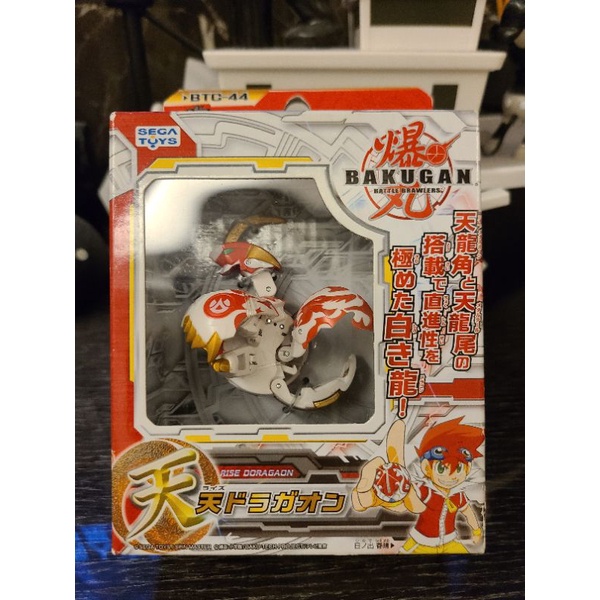 BTC-44
SEGA
TOYS
爆丸
BAKUGAN
BATTLE BRAWLERS
天龍角と天龍尾の
搭載で直進性を
極めた白き龍!
天
RISE DORAGAON
ライズ
天ドラガオン